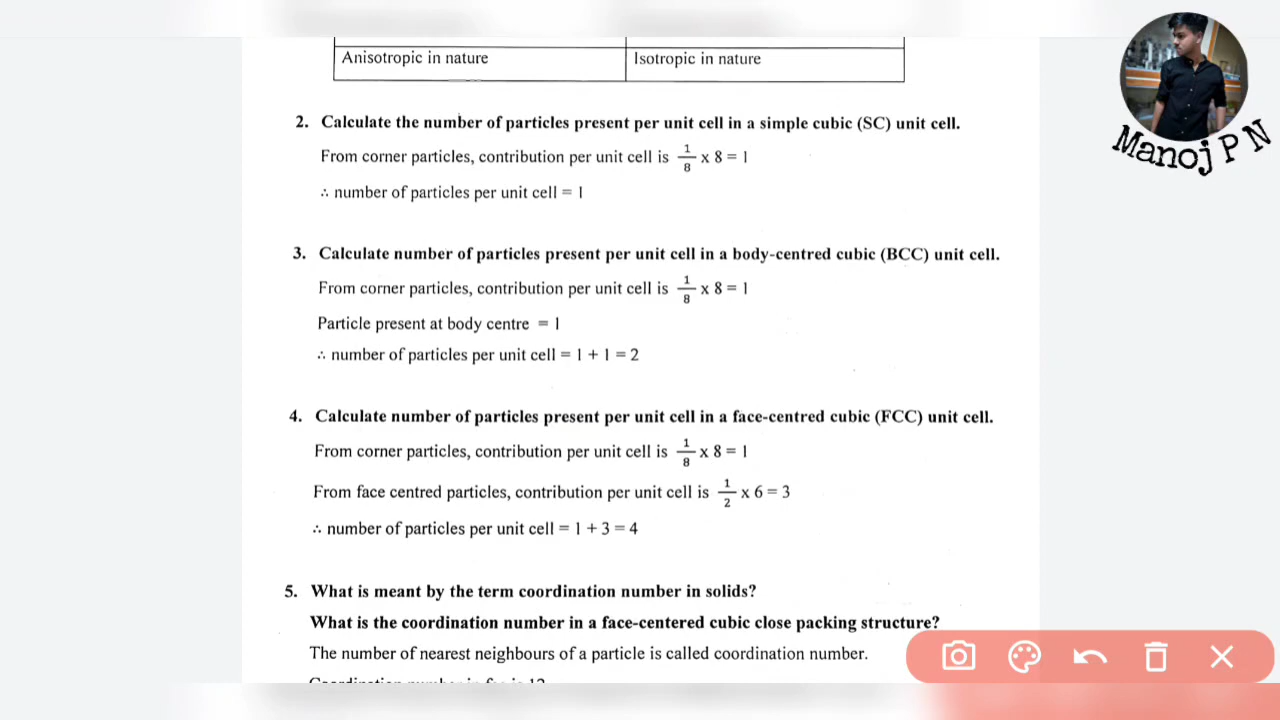 Anisotropic in nature Isotropic in nature
Manoj P N
2. Calculate the number of particles present per unit cell in a simple cubic (SC) unit cell.
From corner particles, contribution per unit cell is 1/8 x 8 = 1
∴ number of particles per unit cell = 1
3. Calculate number of particles present per unit cell in a body-centred cubic (BCC) unit cell.
From corner particles, contribution per unit cell is 1/8 x 8 = 1
Particle present at body centre = 1
∴ number of particles per unit cell = 1 + 1 = 2
4. Calculate number of particles present per unit cell in a face-centred cubic (FCC) unit cell.
From corner particles, contribution per unit cell is 1/8 x 8 = 1
From face centred particles, contribution per unit cell is 1/2 x 6 = 3
∴ number of particles per unit cell = 1 + 3 = 4
5. What is meant by the term coordination number in solids?
What is the coordination number in a face-centered cubic close packing structure?
The number of nearest neighbours of a particle is called coordination number.